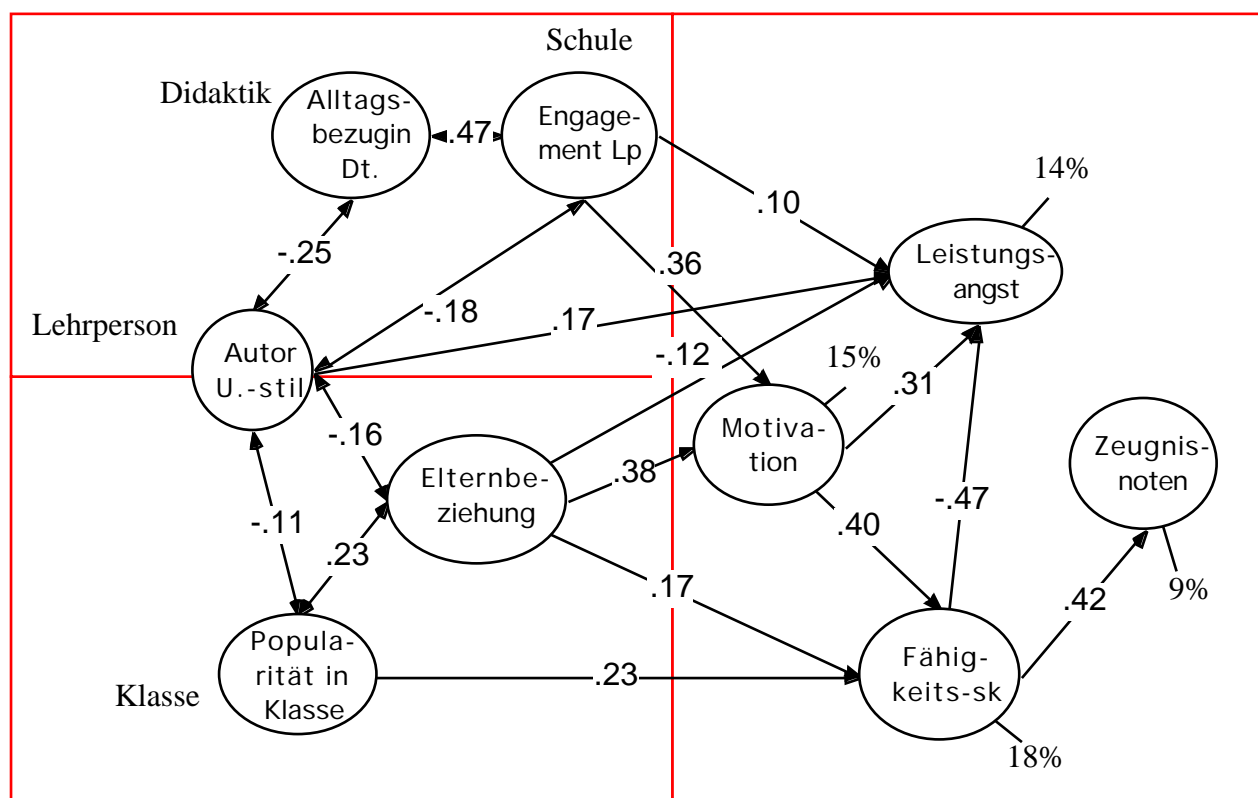 Schule
Didaktik
Alltags-
bezugin
Dt.
.47
Engage-
ment Lp
14%
.10
-.25
Leistungs-
angst
.36
-.18
.17
Lehrperson
Autor
U.-stil
-.12
15%
.31
-.16
Motiva-
tion
Zeugnis-
noten
Elternbe-
ziehung
.38
-.47
-.11
.40
.23
.17
.42
9%
Popula-
rität in
Klasse
Klasse
.23
Fähig-
keits-sk
18%